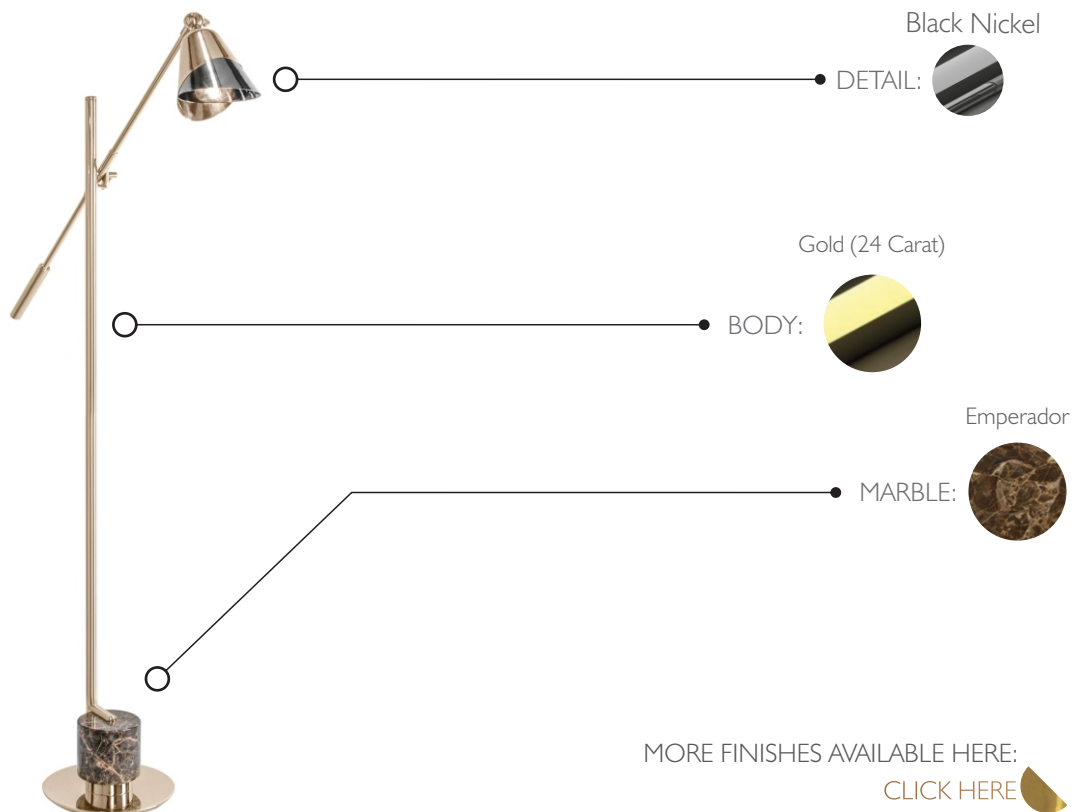 Black Nickel
DETAIL:
Gold (24 Carat)
BODY:
Emperador
MARBLE:
MORE FINISHES AVAILABLE HERE:
CLICK HERE